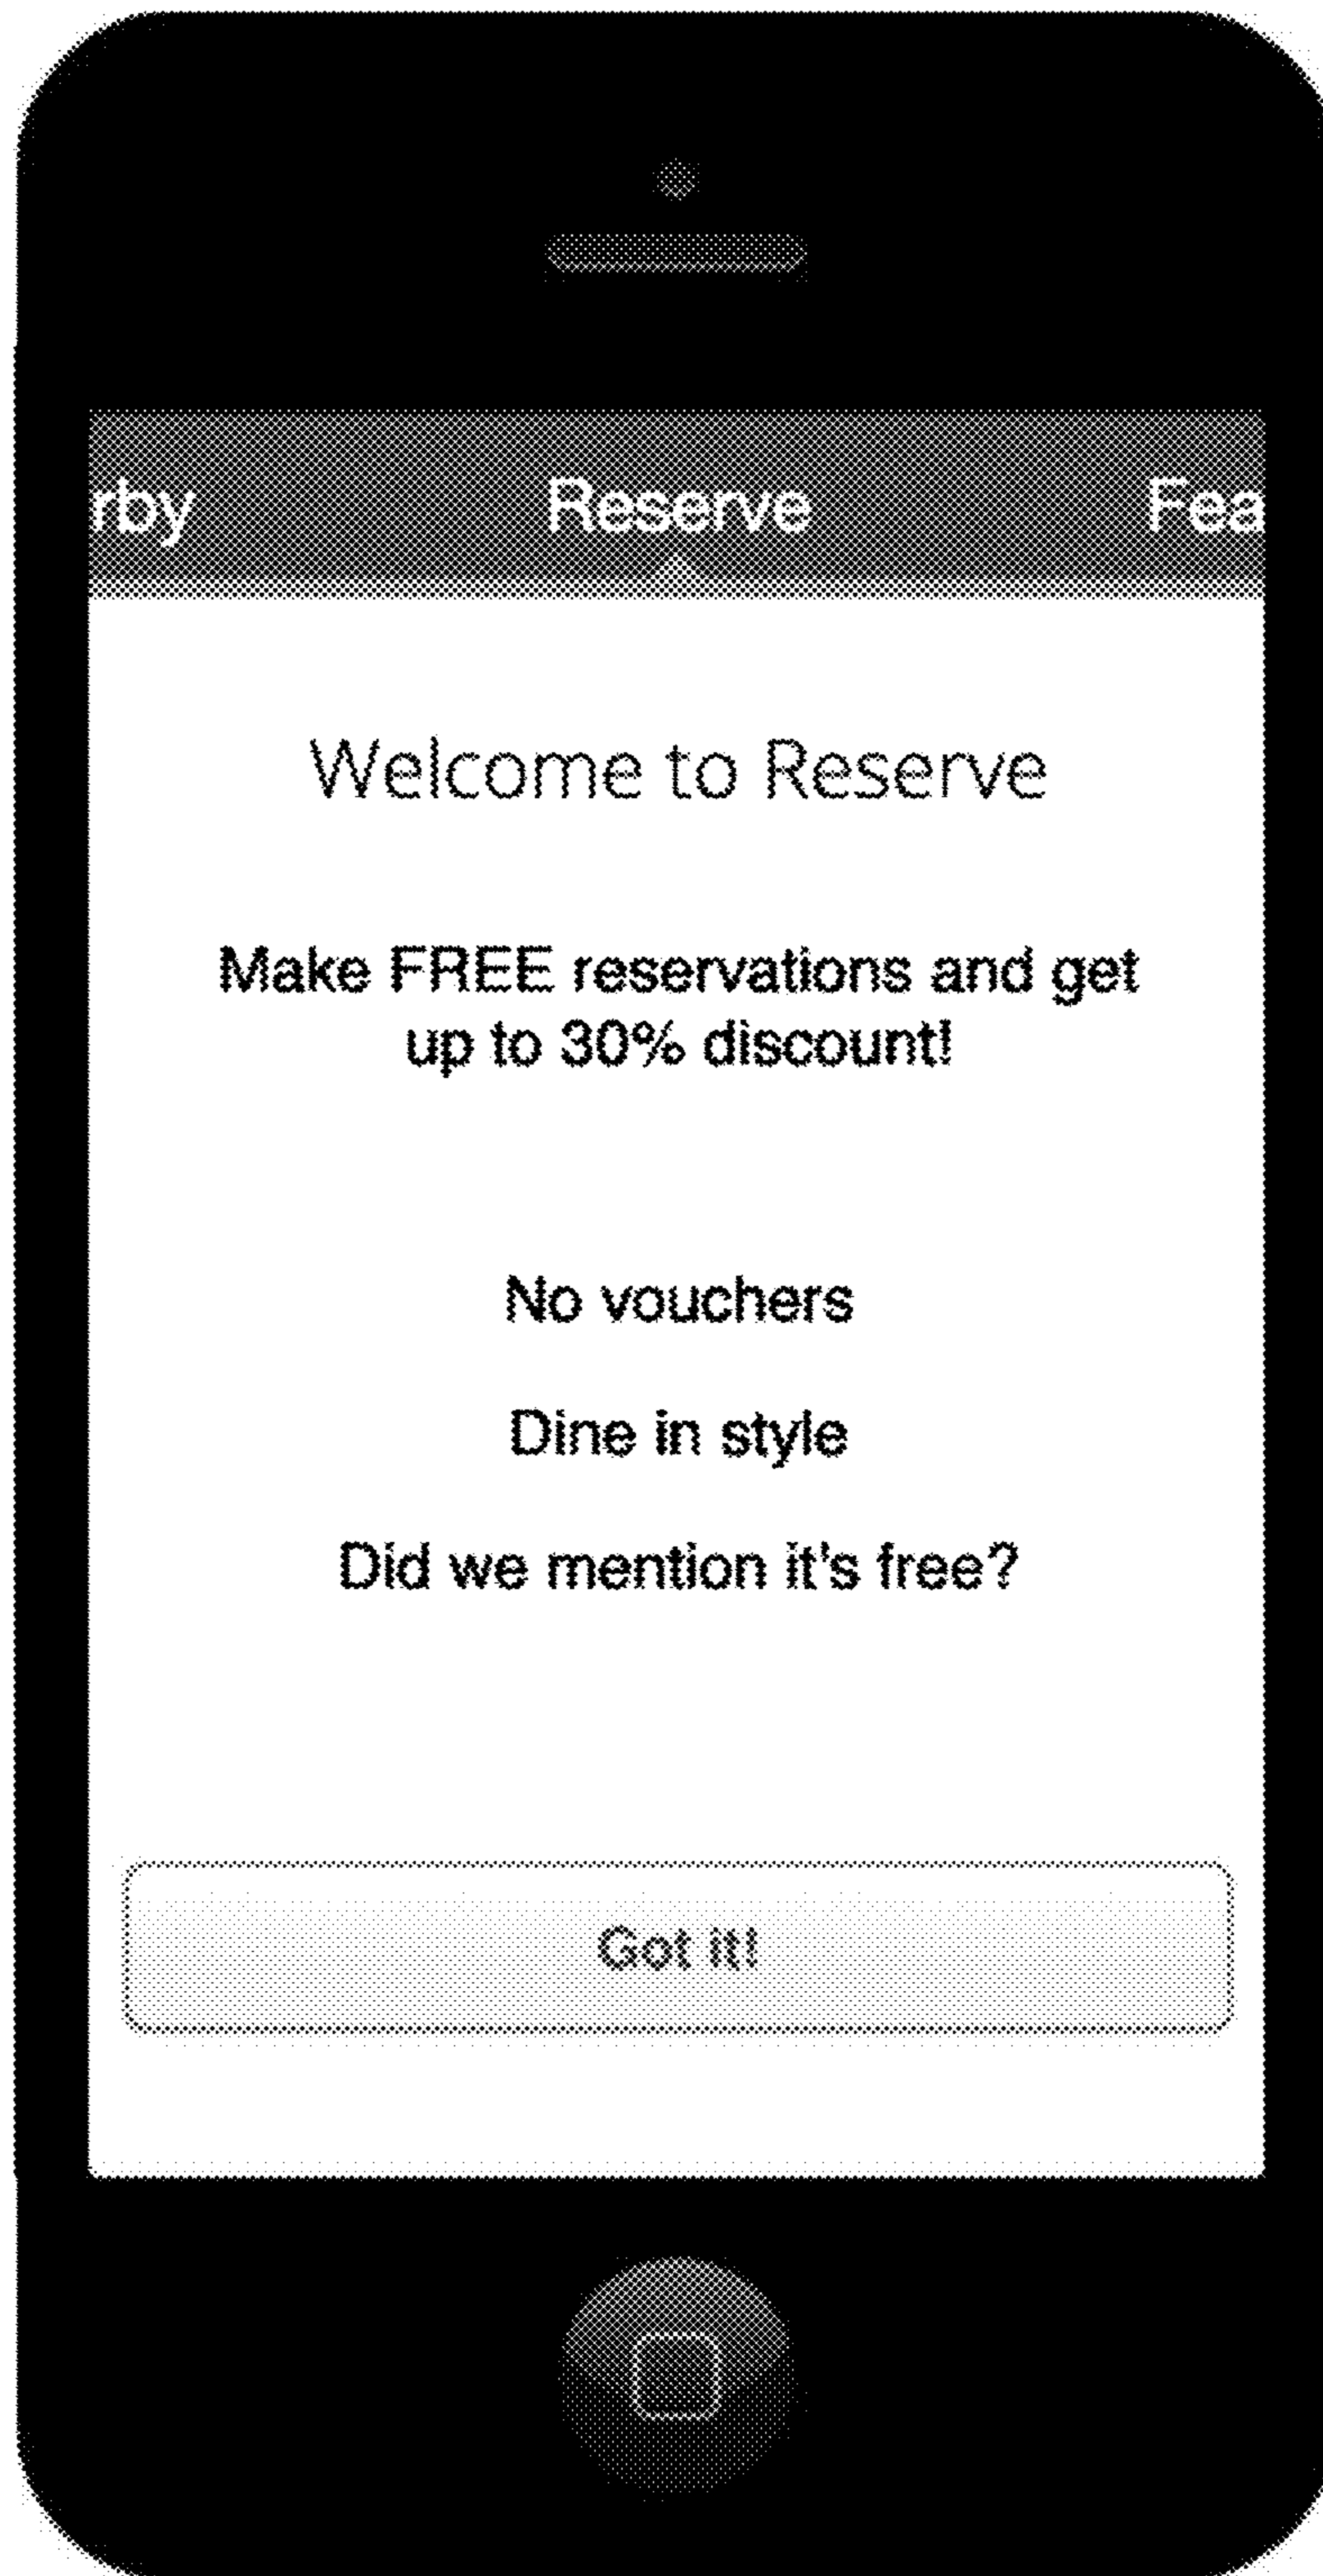 rby Reserve Fea
Welcome to Reserve
Make FREE reservations and get
up to 30% discount!
No vouchers
Dine in style
Did we mention it's free?
Got it!